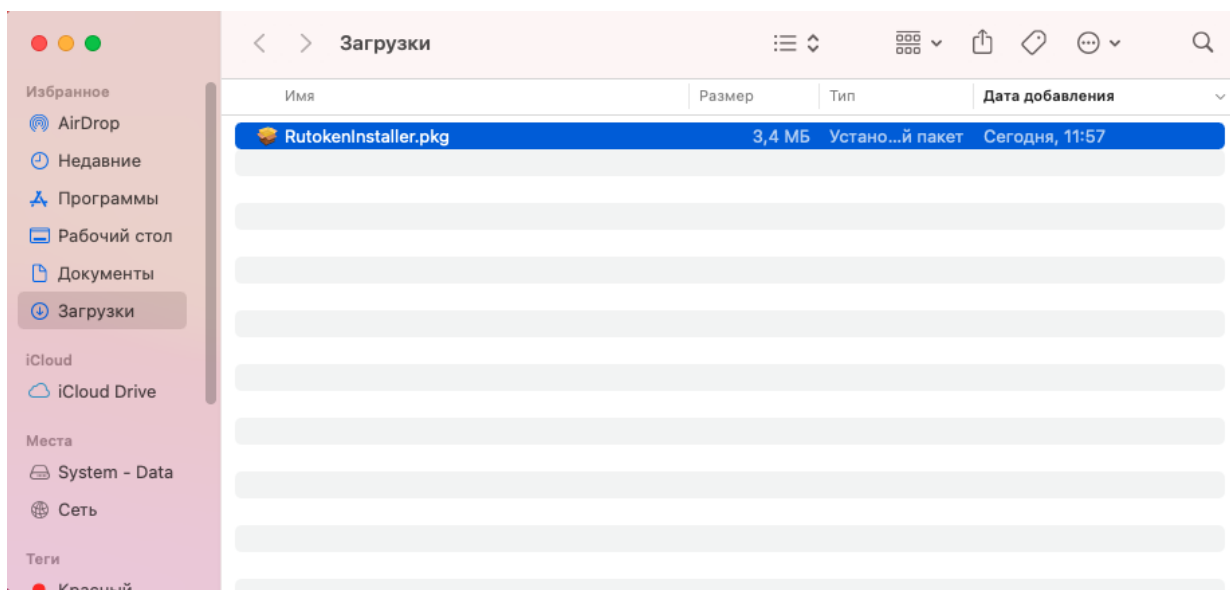 Загрузки
Избранное
AirDrop
Недавние
Программы
Рабочий стол
Документы
Загрузки
iCloud
iCloud Drive
Места
System - Data
Сеть
Теги
Красный
Имя Размер Тип Дата добавления
RutokenInstaller.pkg 3,4 МБ Устано...й пакет Сегодня, 11:57